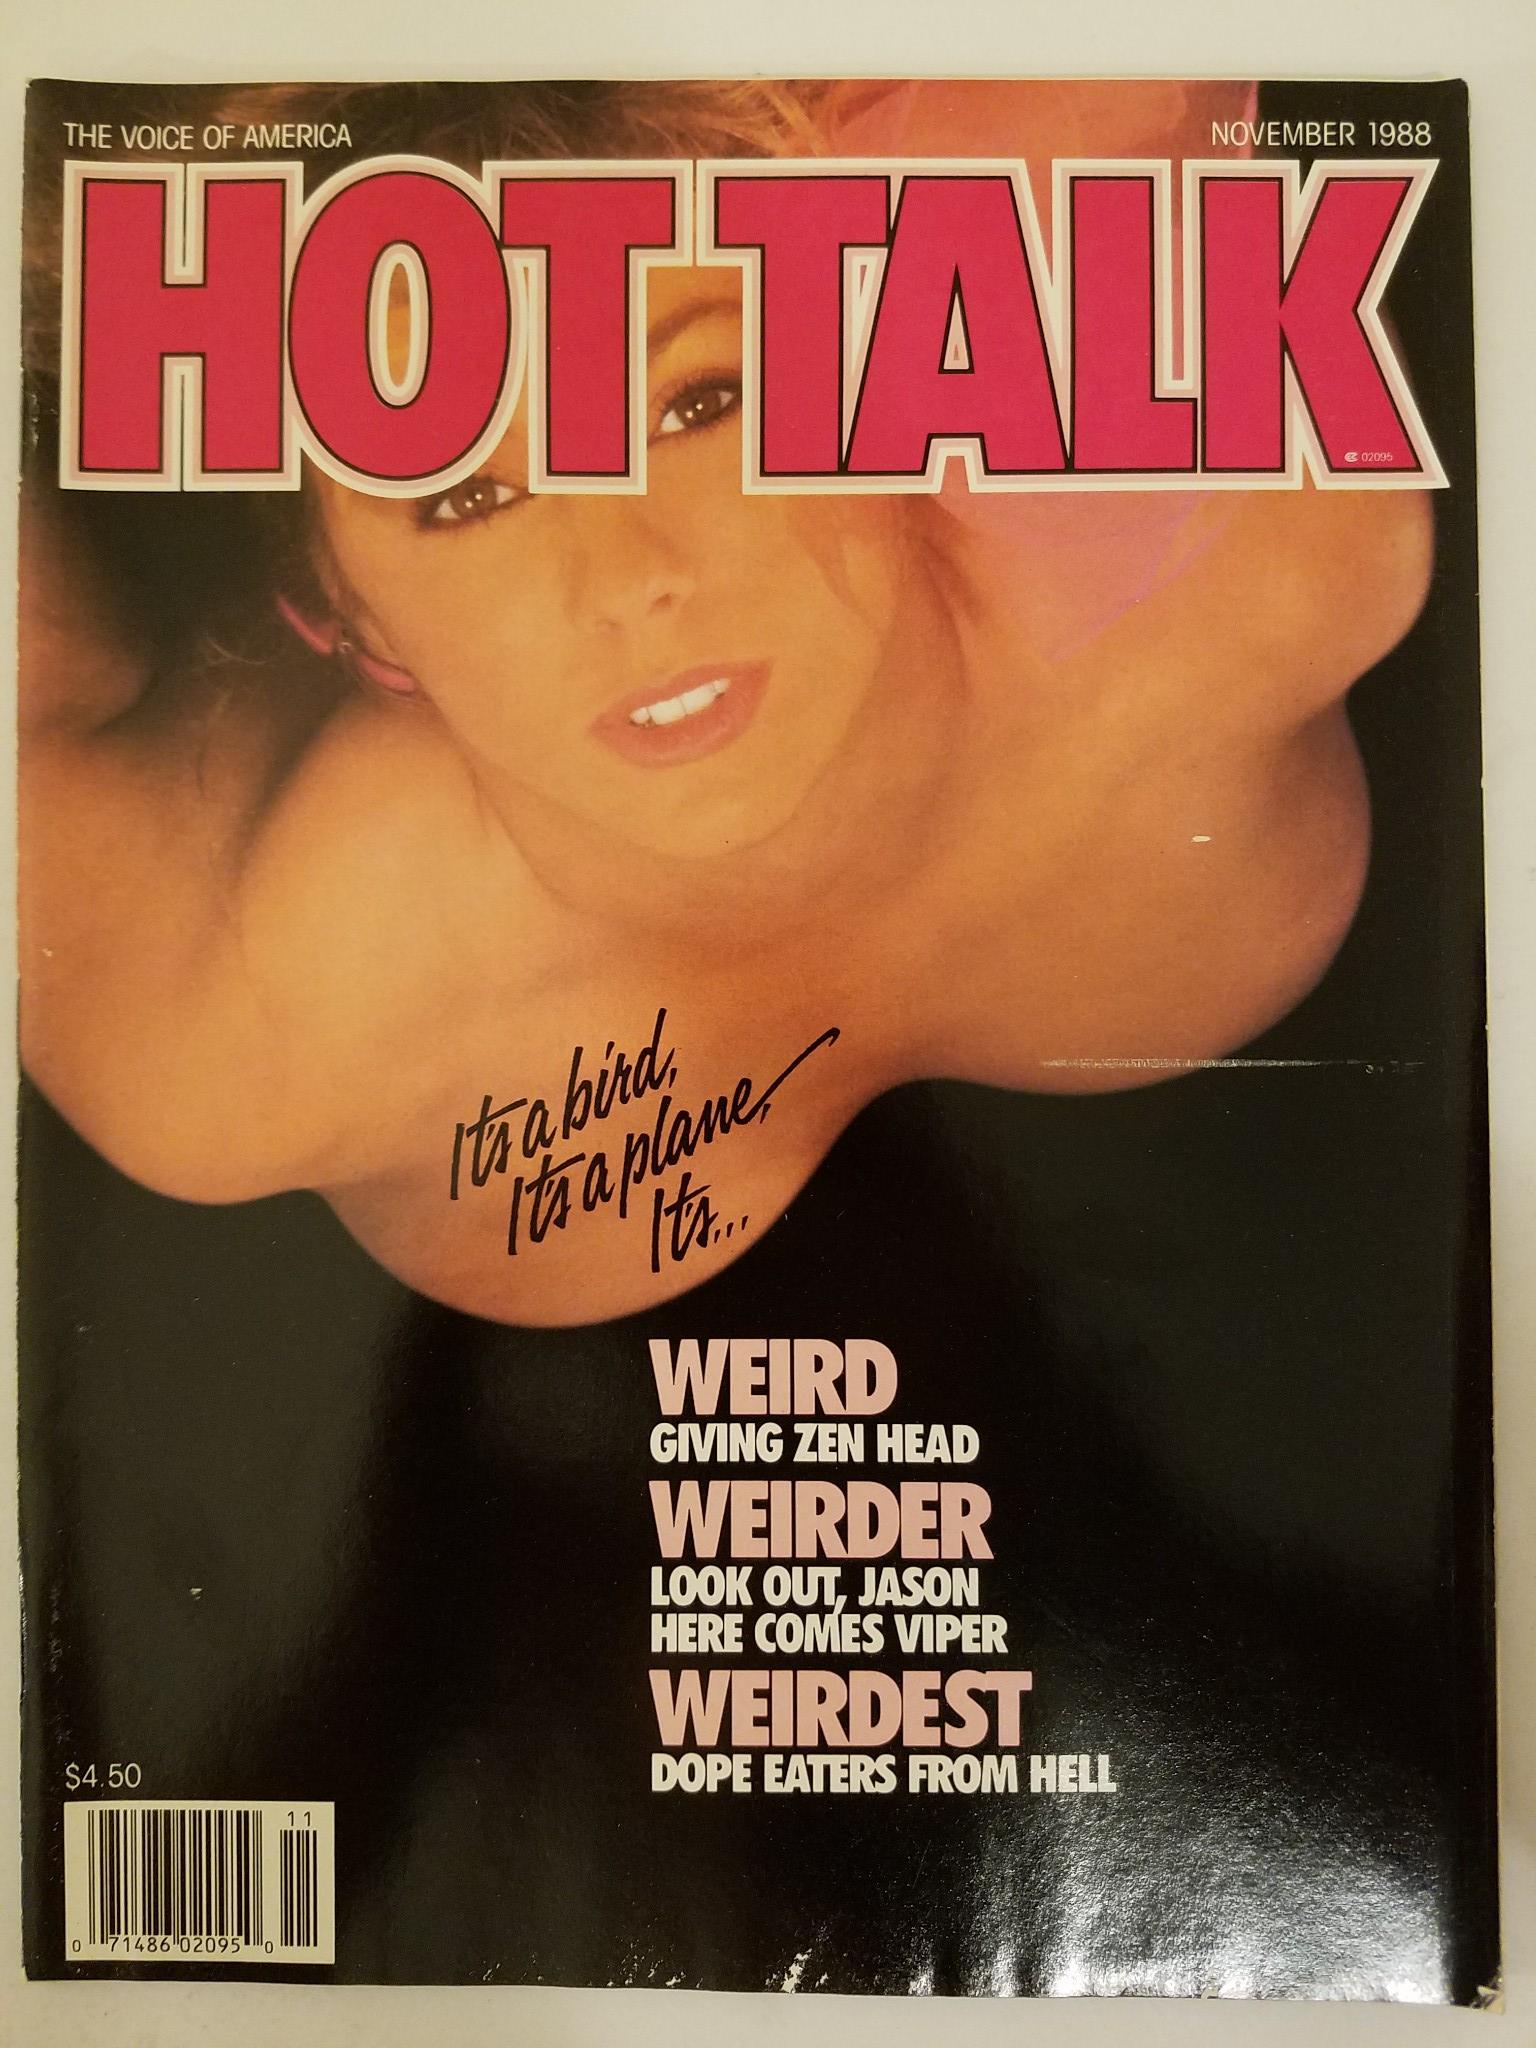 THE VOICE OF AMERICA
NOVEMBER 1988
HOT TALK
02095
It's a bird,
It's a plane,
It's...
WEIRD
GIVING ZEN HEAD
WEIRDER
LOOK OUT, JASON
HERE COMES VIPER
WEIRDEST
DOPE EATERS FROM HELL
$4.50
11
0 71486 02095 0